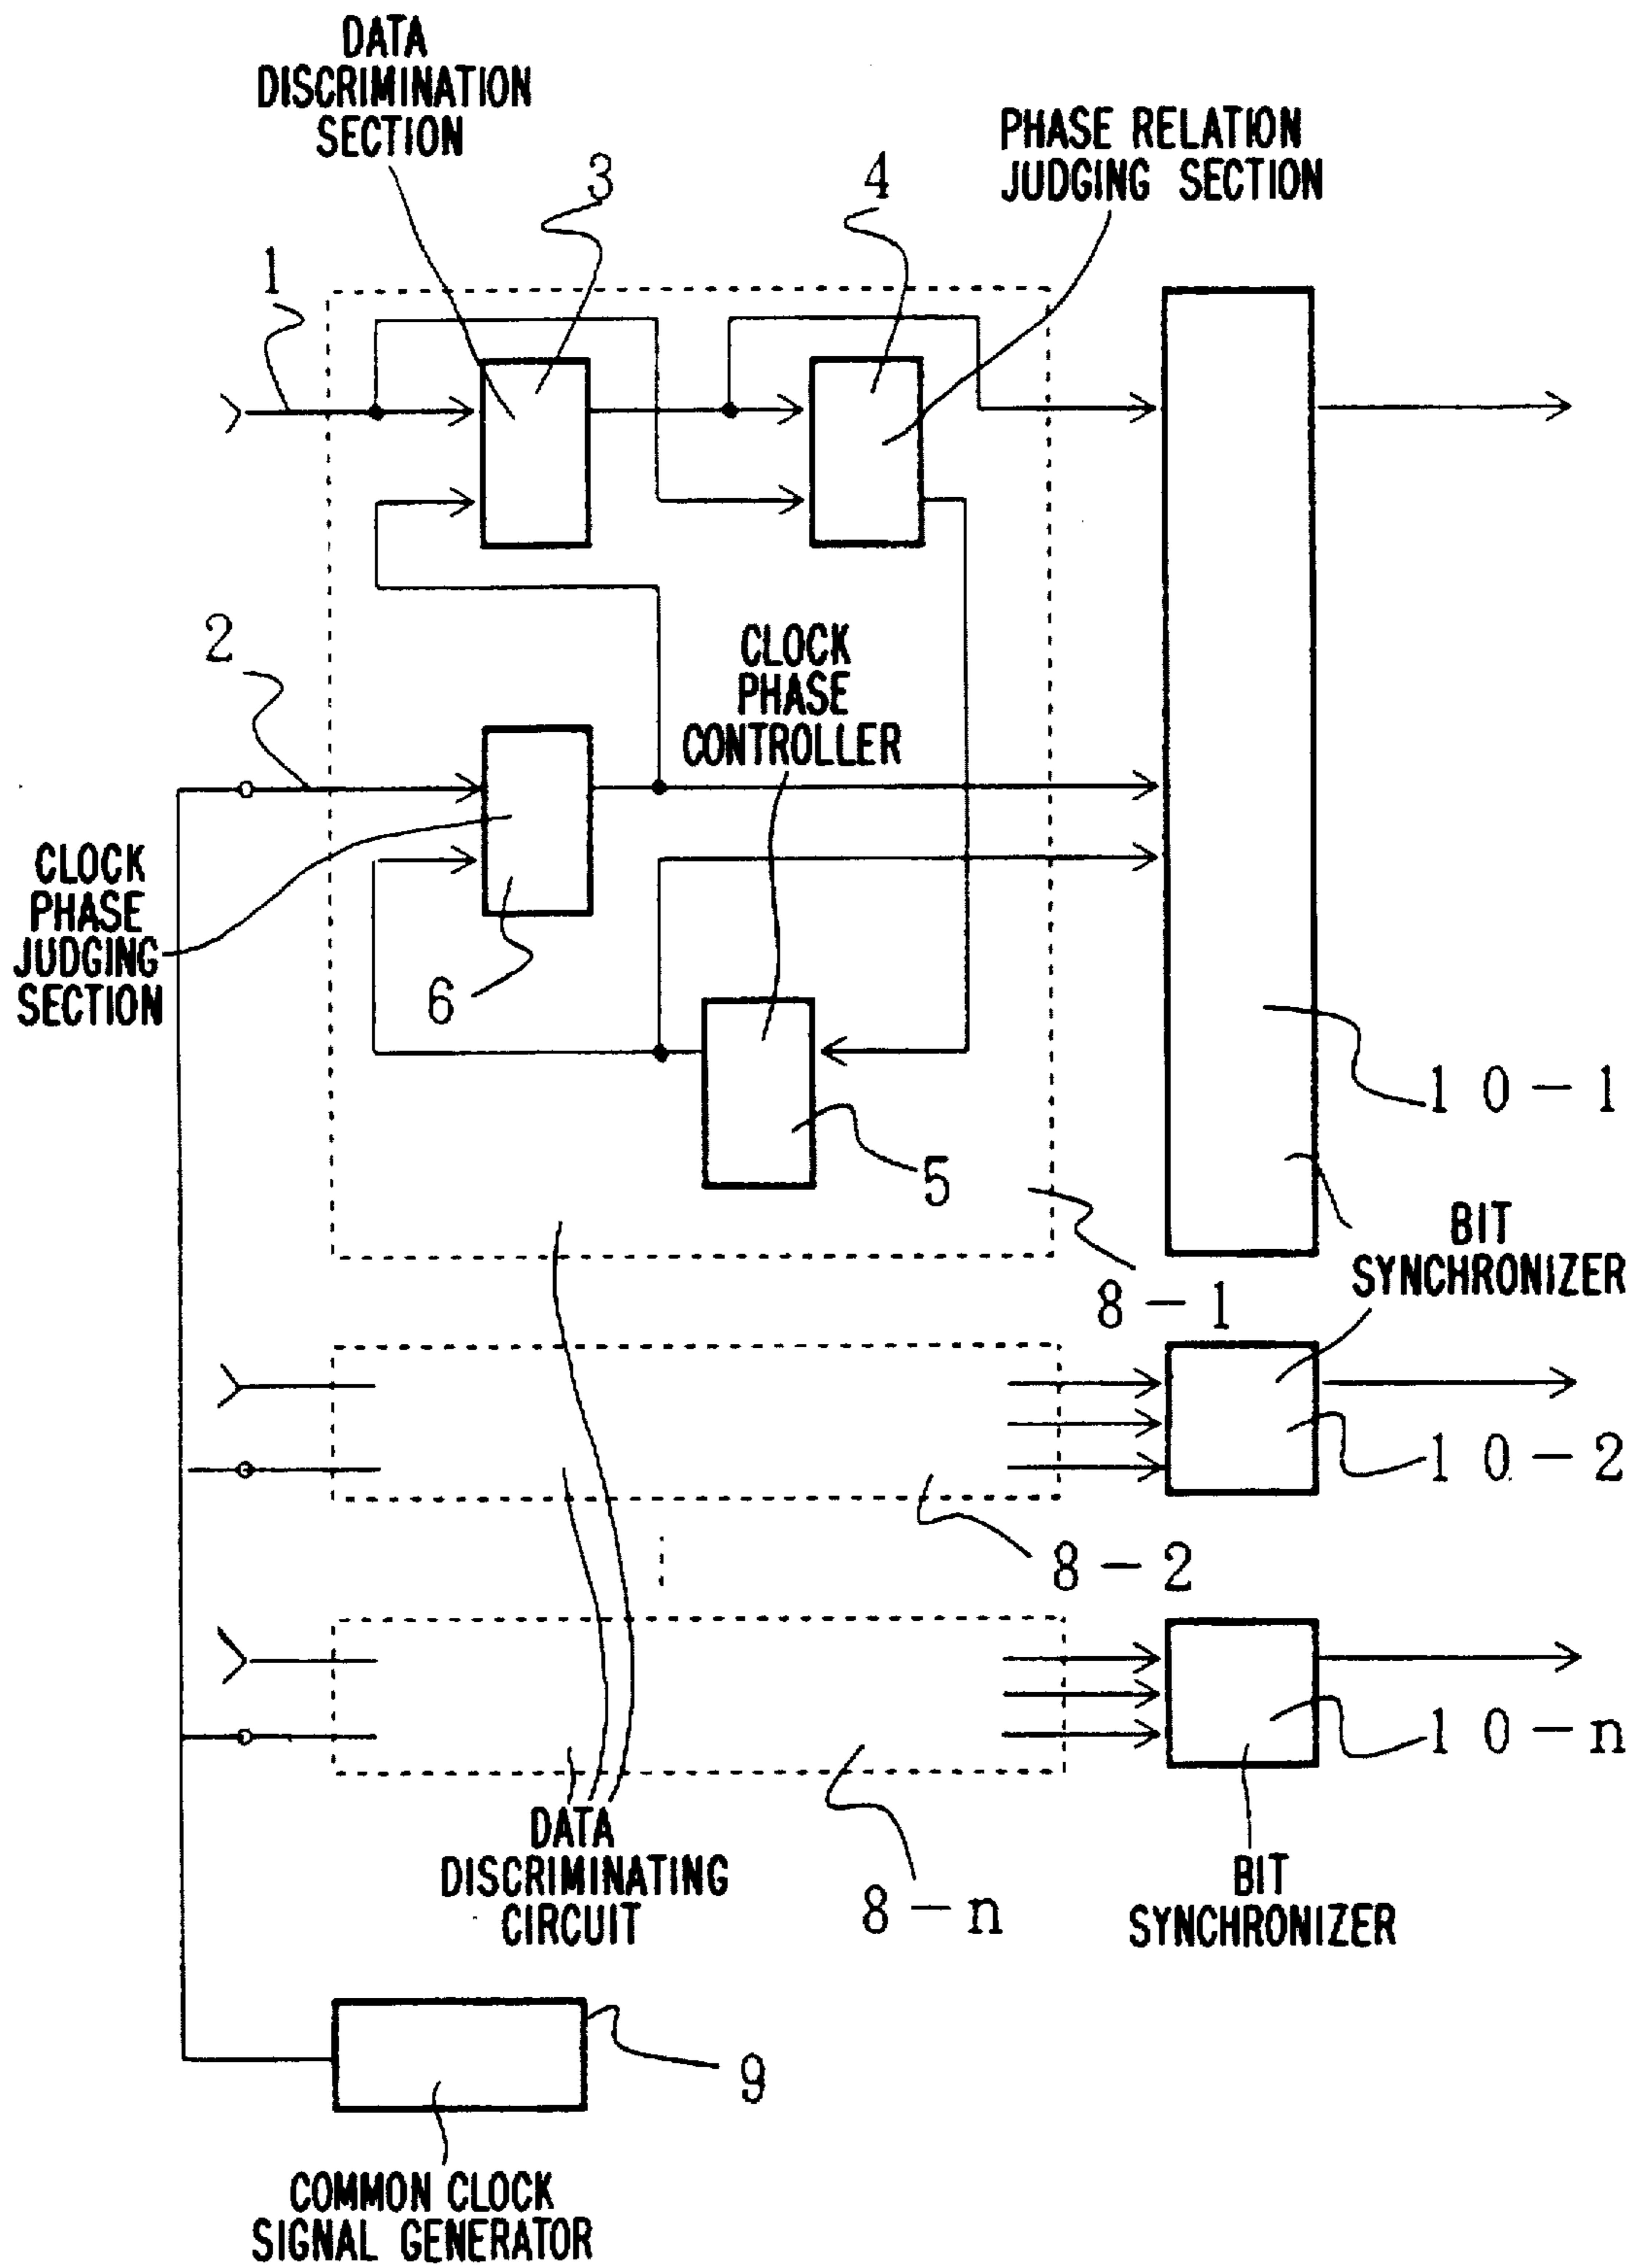 DATA
DISCRIMINATION
SECTION
PHASE RELATION
JUDGING SECTION
3
4
1
2
CLOCK
PHASE
CONTROLLER
CLOCK
PHASE
JUDGING
SECTION
6
10-1
5
BIT
SYNCHRONIZER
8-1
10-2
8-2
10-n
DATA
DISCRIMINATING
CIRCUIT
8-n
BIT
SYNCHRONIZER
9
COMMON CLOCK
SIGNAL GENERATOR